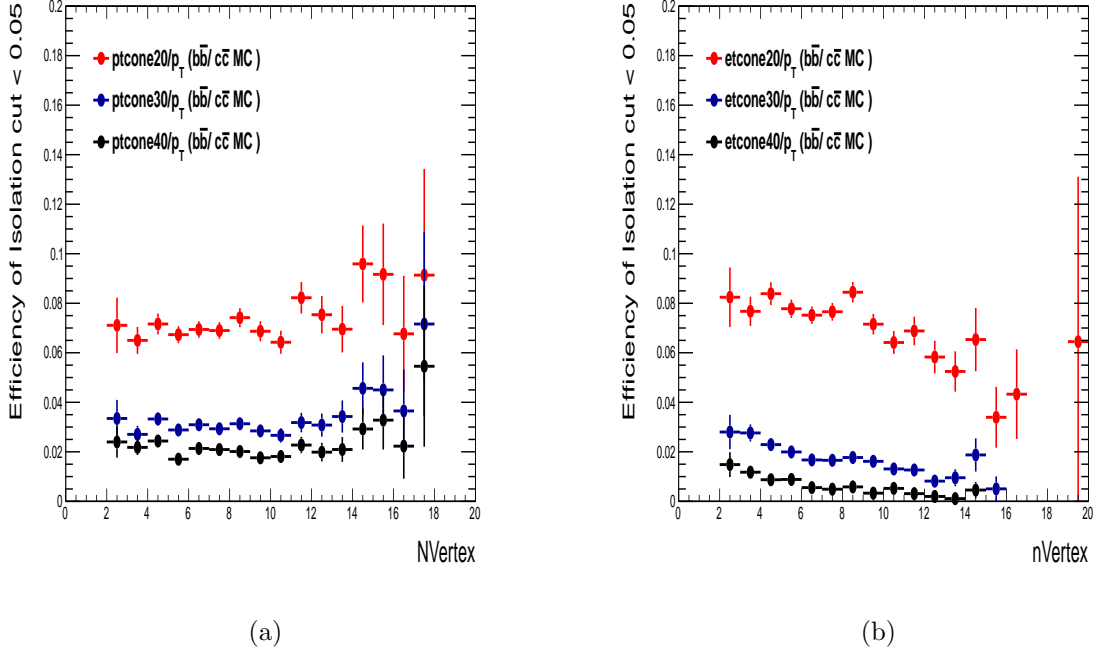 Efficiency of Isolation cut < 0.05
0.2
0.18
0.16
0.14
0.12
0.1
0.08
0.06
0.04
0.02
0
ptcone20/p_T (bb̅/ cc̅ MC )
ptcone30/p_T (bb̅/ cc̅ MC )
ptcone40/p_T (bb̅/ cc̅ MC )
0 2 4 6 8 10 12 14 16 18 20
NVertex
(a)
Efficiency of Isolation cut < 0.05
0.2
0.18
0.16
0.14
0.12
0.1
0.08
0.06
0.04
0.02
0
etcone20/p_T (bb̅/ cc̅ MC )
etcone30/p_T (bb̅/ cc̅ MC )
etcone40/p_T (bb̅/ cc̅ MC )
0 2 4 6 8 10 12 14 16 18 20
nVertex
(b)